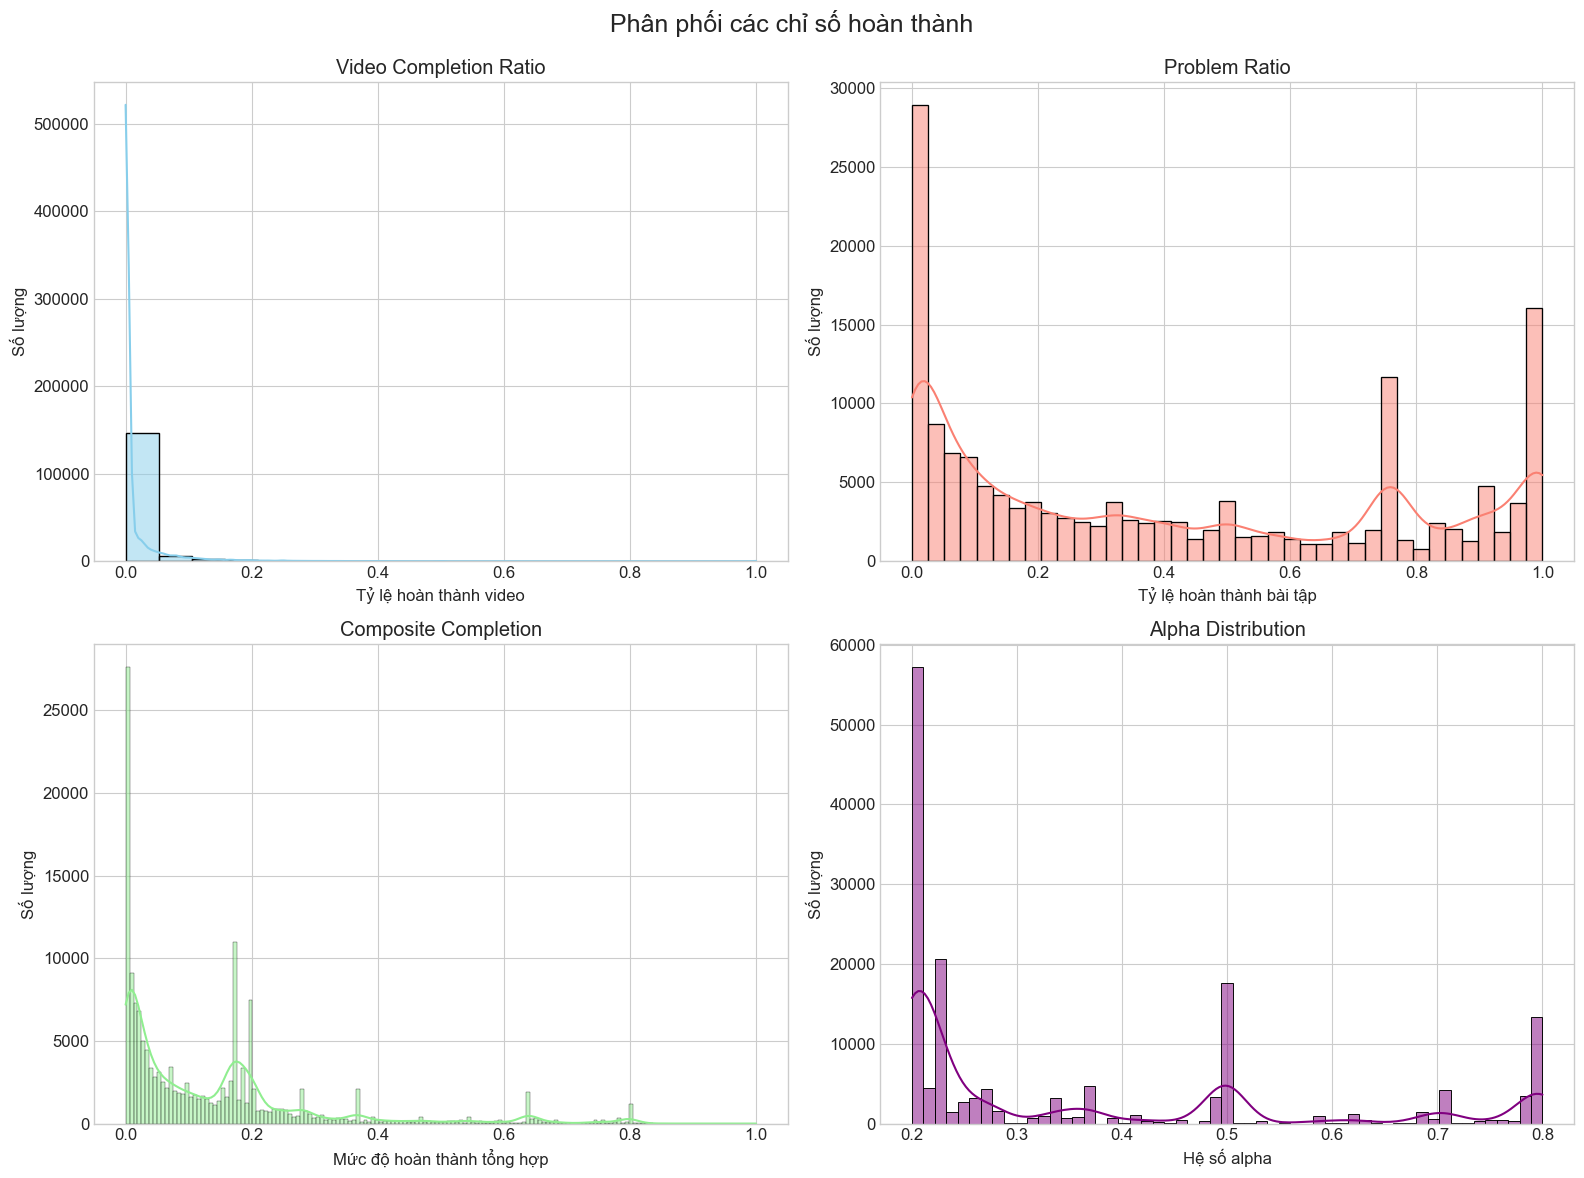 Phân phối các chỉ số hoàn thành
Video Completion Ratio
500000
400000
300000
200000
100000
0
Số lượng
0.0 0.2 0.4 0.6 0.8 1.0
Tỷ lệ hoàn thành video
Problem Ratio
30000
25000
20000
15000
10000
5000
0
Số lượng
0.0 0.2 0.4 0.6 0.8 1.0
Tỷ lệ hoàn thành bài tập
Composite Completion
25000
20000
15000
10000
5000
0
Số lượng
0.0 0.2 0.4 0.6 0.8 1.0
Mức độ hoàn thành tổng hợp
Alpha Distribution
60000
50000
40000
30000
20000
10000
0
Số lượng
0.2 0.3 0.4 0.5 0.6 0.7 0.8
Hệ số alpha